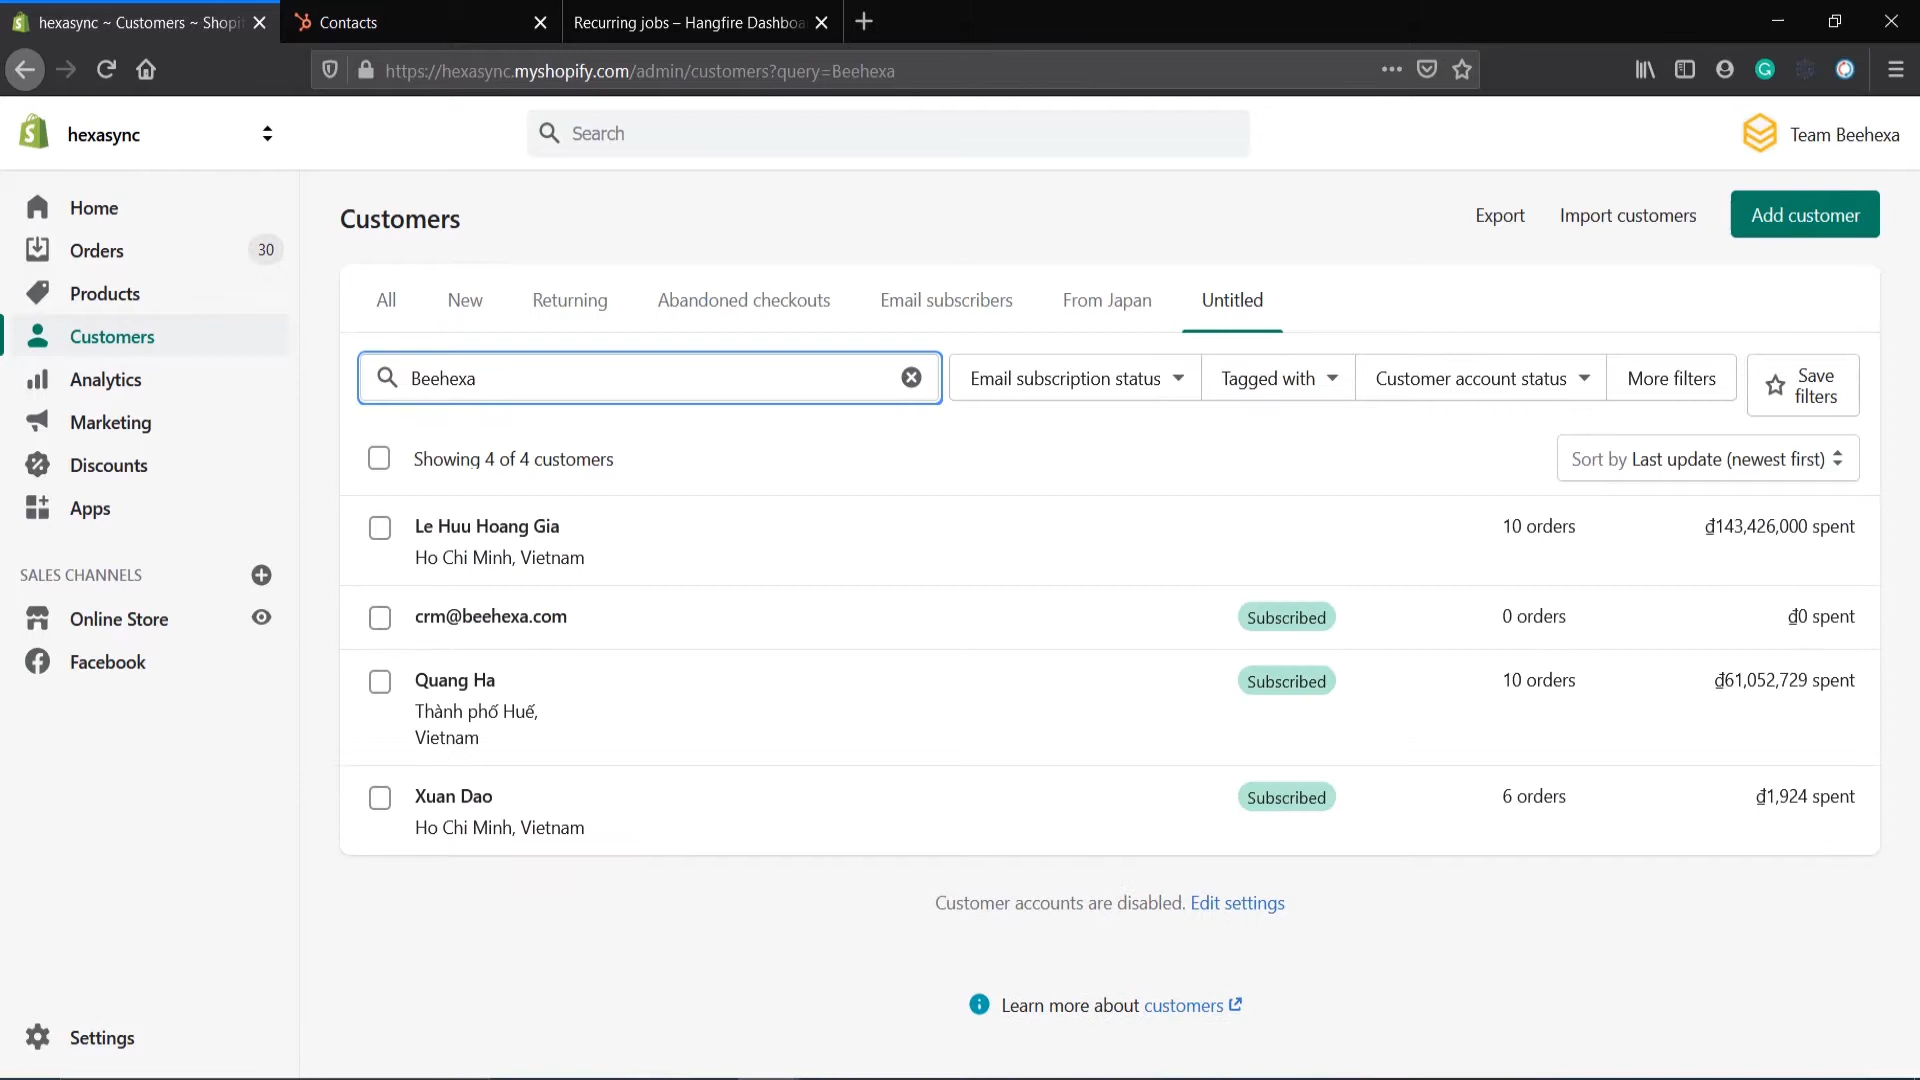 hexasync ~ Customers ~ Shopif
Contacts
Recurring jobs – Hangfire Dashboa
https://hexasync.myshopify.com/admin/customers?query=Beehexa
hexasync
Search
Team Beehexa
Home
Orders
30
Products
Customers
Analytics
Marketing
Discounts
Apps
SALES CHANNELS
Online Store
Facebook
Settings
Customers
Export
Import customers
Add customer
All
New
Returning
Abandoned checkouts
Email subscribers
From Japan
Untitled
Beehexa
Email subscription status
Tagged with
Customer account status
More filters
Save
filters
Showing 4 of 4 customers
Sort by Last update (newest first)
Le Huu Hoang Gia
10 orders
₫143,426,000 spent
Ho Chi Minh, Vietnam
crm@beehexa.com
Subscribed
0 orders
₫0 spent
Quang Ha
Subscribed
10 orders
₫61,052,729 spent
Thành phố Huế,
Vietnam
Xuan Dao
Subscribed
6 orders
₫1,924 spent
Ho Chi Minh, Vietnam
Customer accounts are disabled. Edit settings
Learn more about customers